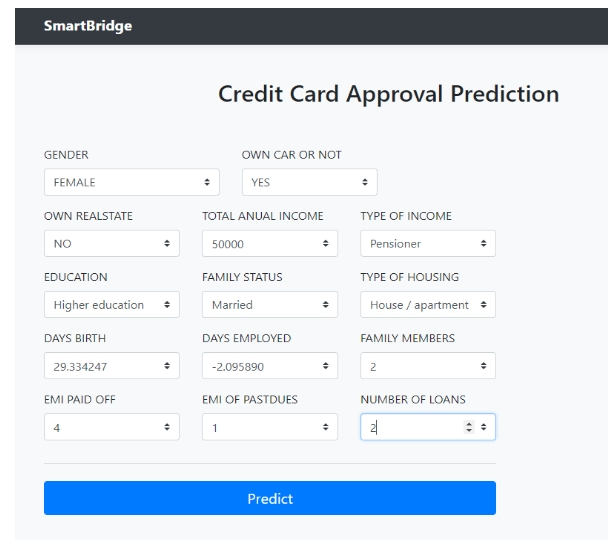 SmartBridge
Credit Card Approval Prediction
GENDER OWN CAR OR NOT
FEMALE YES
OWN REALSTATE TOTAL ANUAL INCOME TYPE OF INCOME
NO 50000 Pensioner
EDUCATION FAMILY STATUS TYPE OF HOUSING
Higher education Married House / apartment
DAYS BIRTH DAYS EMPLOYED FAMILY MEMBERS
29.334247 -2.095890 2
EMI PAID OFF EMI OF PASTDUES NUMBER OF LOANS
4 1 2
Predict